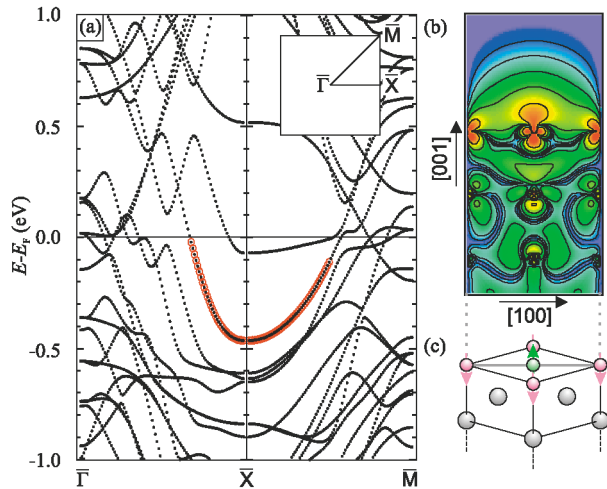 (a)
1.0
0.5
0.0
-0.5
-1.0
E-E_F (eV)
Γ̄
X̄
M̄
M̄
Γ̄
X̄
(b)
[001]
[100]
(c)